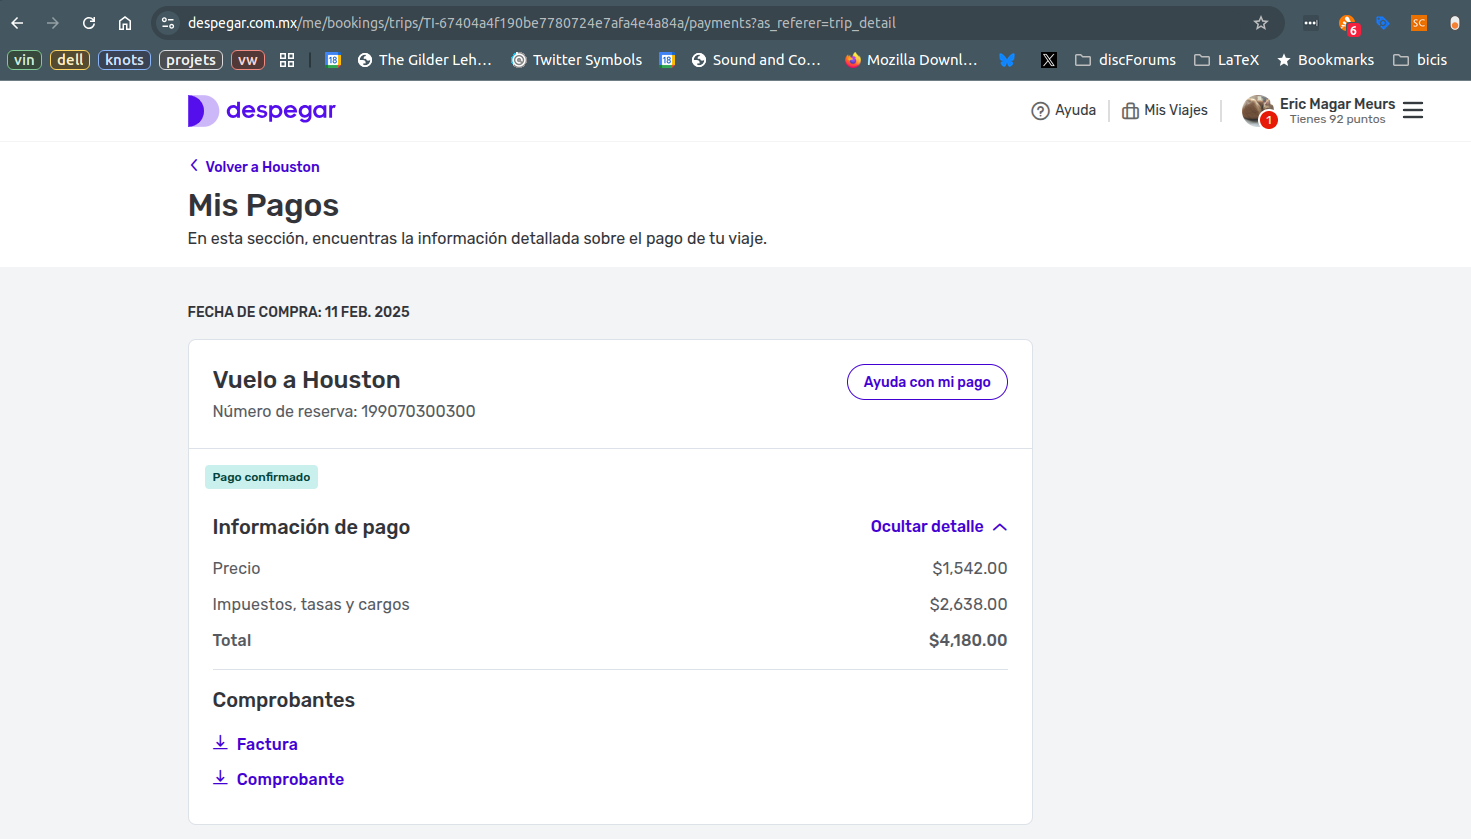 despegar.com.mx/me/bookings/trips/TI-67404a4f190be7780724e7afa4e4a84a/payments?as_referer=trip_detail
6
SC
vin dell knots projets vw 18 The Gilder Leh... Twitter Symbols 18 Sound and Co... Mozilla Downl... X discForums LaTeX Bookmarks bicis
despegar
Ayuda Mis Viajes 1 Eric Magar Meurs
Tienes 92 puntos
Volver a Houston
Mis Pagos
En esta sección, encuentras la información detallada sobre el pago de tu viaje.
FECHA DE COMPRA: 11 FEB. 2025
Vuelo a Houston
Ayuda con mi pago
Número de reserva: 199070300300
Pago confirmado
Información de pago
Ocultar detalle
Precio $1,542.00
Impuestos, tasas y cargos $2,638.00
Total $4,180.00
Comprobantes
Factura
Comprobante